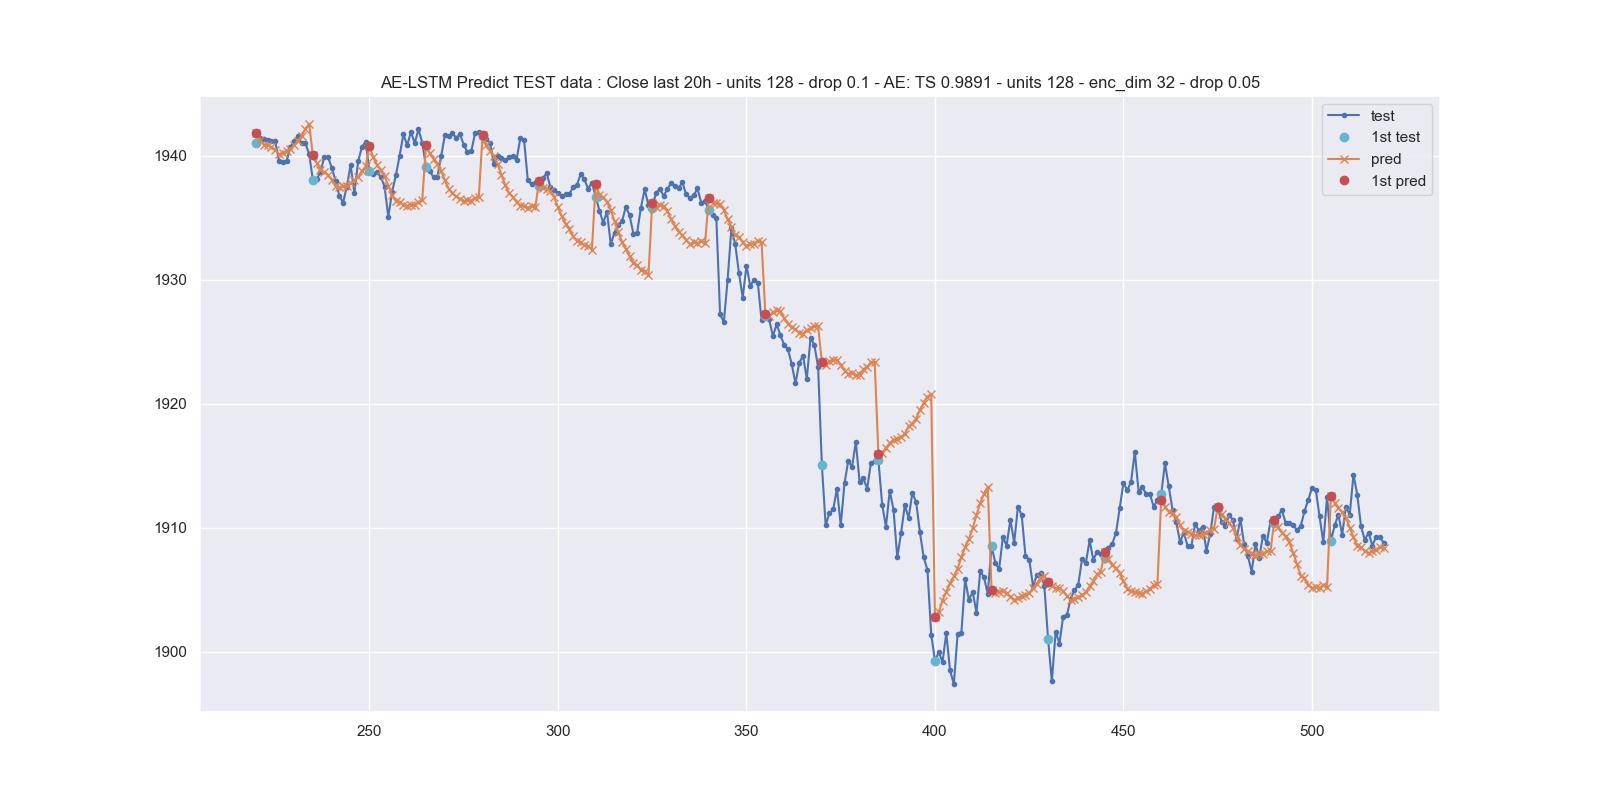 AE-LSTM Predict TEST data : Close last 20h - units 128 - drop 0.1 - AE: TS 0.9891 - units 128 - enc_dim 32 - drop 0.05
test
1st test
pred
1st pred
1940
1930
1920
1910
1900
250 300 350 400 450 500